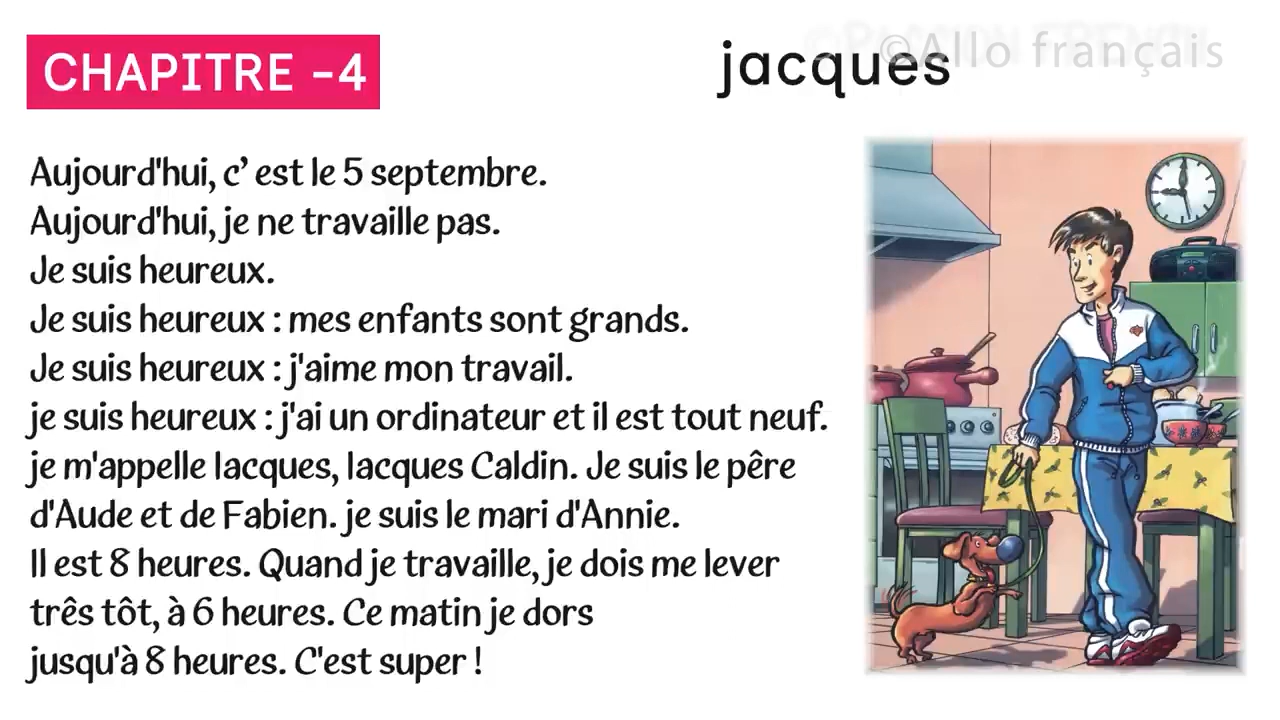 CHAPITRE -4
jacques
©Allo français
Aujourd'hui, c’ est le 5 septembre.
Aujourd'hui, je ne travaille pas.
Je suis heureux.
Je suis heureux : mes enfants sont grands.
Je suis heureux : j'aime mon travail.
je suis heureux : j'ai un ordinateur et il est tout neuf.
je m'appelle Iacques, Iacques Caldin. Je suis le pêre
d'Aude et de Fabien. je suis le mari d'Annie.
Il est 8 heures. Quand je travaille, je dois me lever
três tôt, à 6 heures. Ce matin je dors
jusqu'à 8 heures. C'est super !